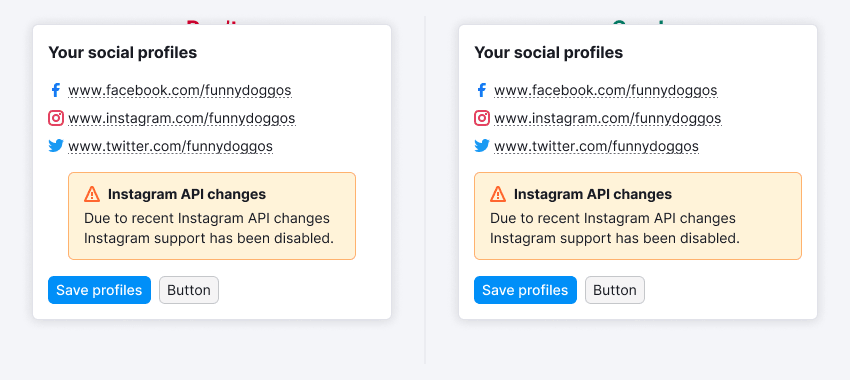 Your social profiles
www.facebook.com/funnydoggos
www.instagram.com/funnydoggos
www.twitter.com/funnydoggos
Instagram API changes
Due to recent Instagram API changes
Instagram support has been disabled.
Save profiles
Button
Your social profiles
www.facebook.com/funnydoggos
www.instagram.com/funnydoggos
www.twitter.com/funnydoggos
Instagram API changes
Due to recent Instagram API changes
Instagram support has been disabled.
Save profiles
Button